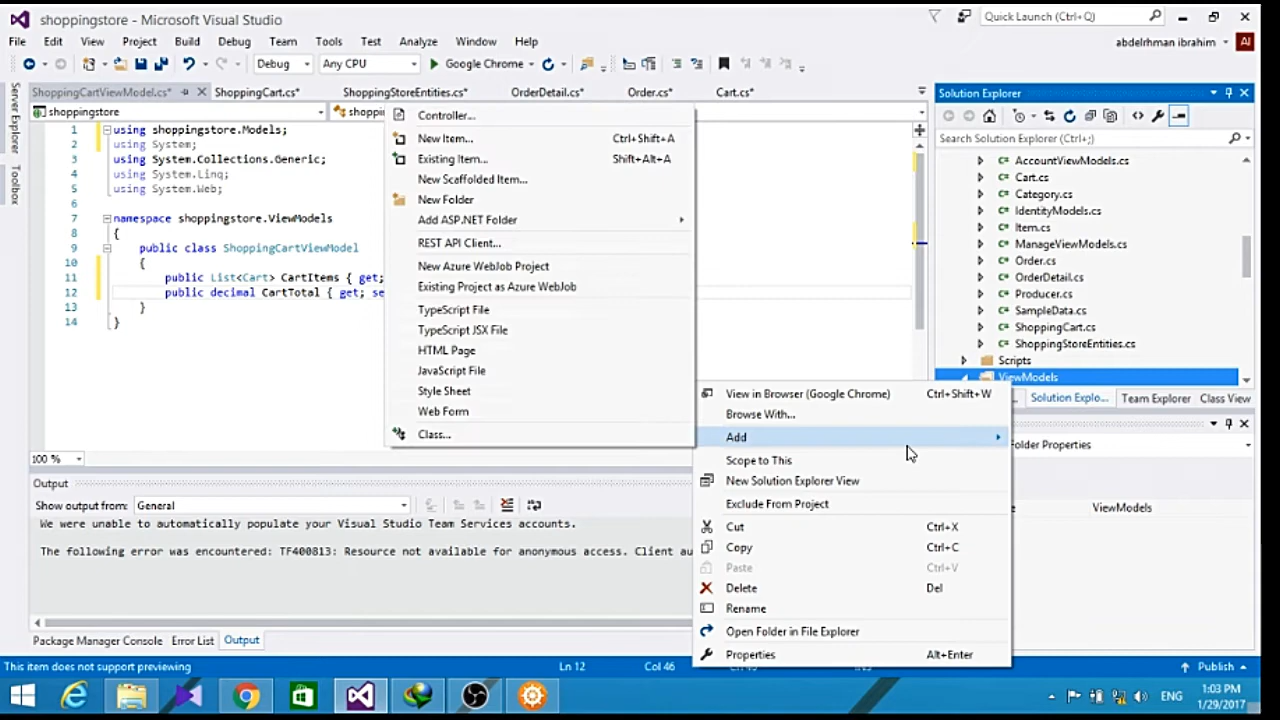 shoppingstore - Microsoft Visual Studio
Quick Launch (Ctrl+Q)
File Edit View Project Build Debug Team Tools Test Analyze Window Help
abdelrhman ibrahim AI
Debug Any CPU Google Chrome
Server Explorer
Toolbox
ShoppingCartViewModel.cs* ShoppingCart.cs* ShoppingStoreEntities.cs* OrderDetail.cs* Order.cs* Cart.cs*
shoppingstore
1 using shoppingstore.Models;
2 using System;
3 using System.Collections.Generic;
4 using System.Linq;
5 using System.Web;
6
7 namespace shoppingstore.ViewModels
8 {
9 public class ShoppingCartViewModel
10 {
11 public List<Cart> CartItems { get;
12 public decimal CartTotal { get; se
13 }
14 }
100 %
Controller...
New Item... Ctrl+Shift+A
Existing Item... Shift+Alt+A
New Scaffolded Item...
New Folder
Add ASP.NET Folder
REST API Client...
New Azure WebJob Project
Existing Project as Azure WebJob
TypeScript File
TypeScript JSX File
HTML Page
JavaScript File
Style Sheet
Web Form
Class...
Solution Explorer
Search Solution Explorer (Ctrl+;)
AccountViewModels.cs
Cart.cs
Category.cs
IdentityModels.cs
Item.cs
ManageViewModels.cs
Order.cs
OrderDetail.cs
Producer.cs
SampleData.cs
ShoppingCart.cs
ShoppingStoreEntities.cs
Scripts
ViewModels
... Solution Explo... Team Explorer Class View
older Properties
ViewModels
View in Browser (Google Chrome) Ctrl+Shift+W
Browse With...
Add
Scope to This
New Solution Explorer View
Exclude From Project
Cut Ctrl+X
Copy Ctrl+C
Paste Ctrl+V
Delete Del
Rename
Open Folder in File Explorer
Properties Alt+Enter
Output
Show output from: General
We were unable to automatically populate your Visual Studio Team Services accounts.
The following error was encountered: TF400813: Resource not available for anonymous access. Client au
Package Manager Console Error List Output
This item does not support previewing Ln 12 Col 46 Publish
ENG
1:03 PM
1/29/2017